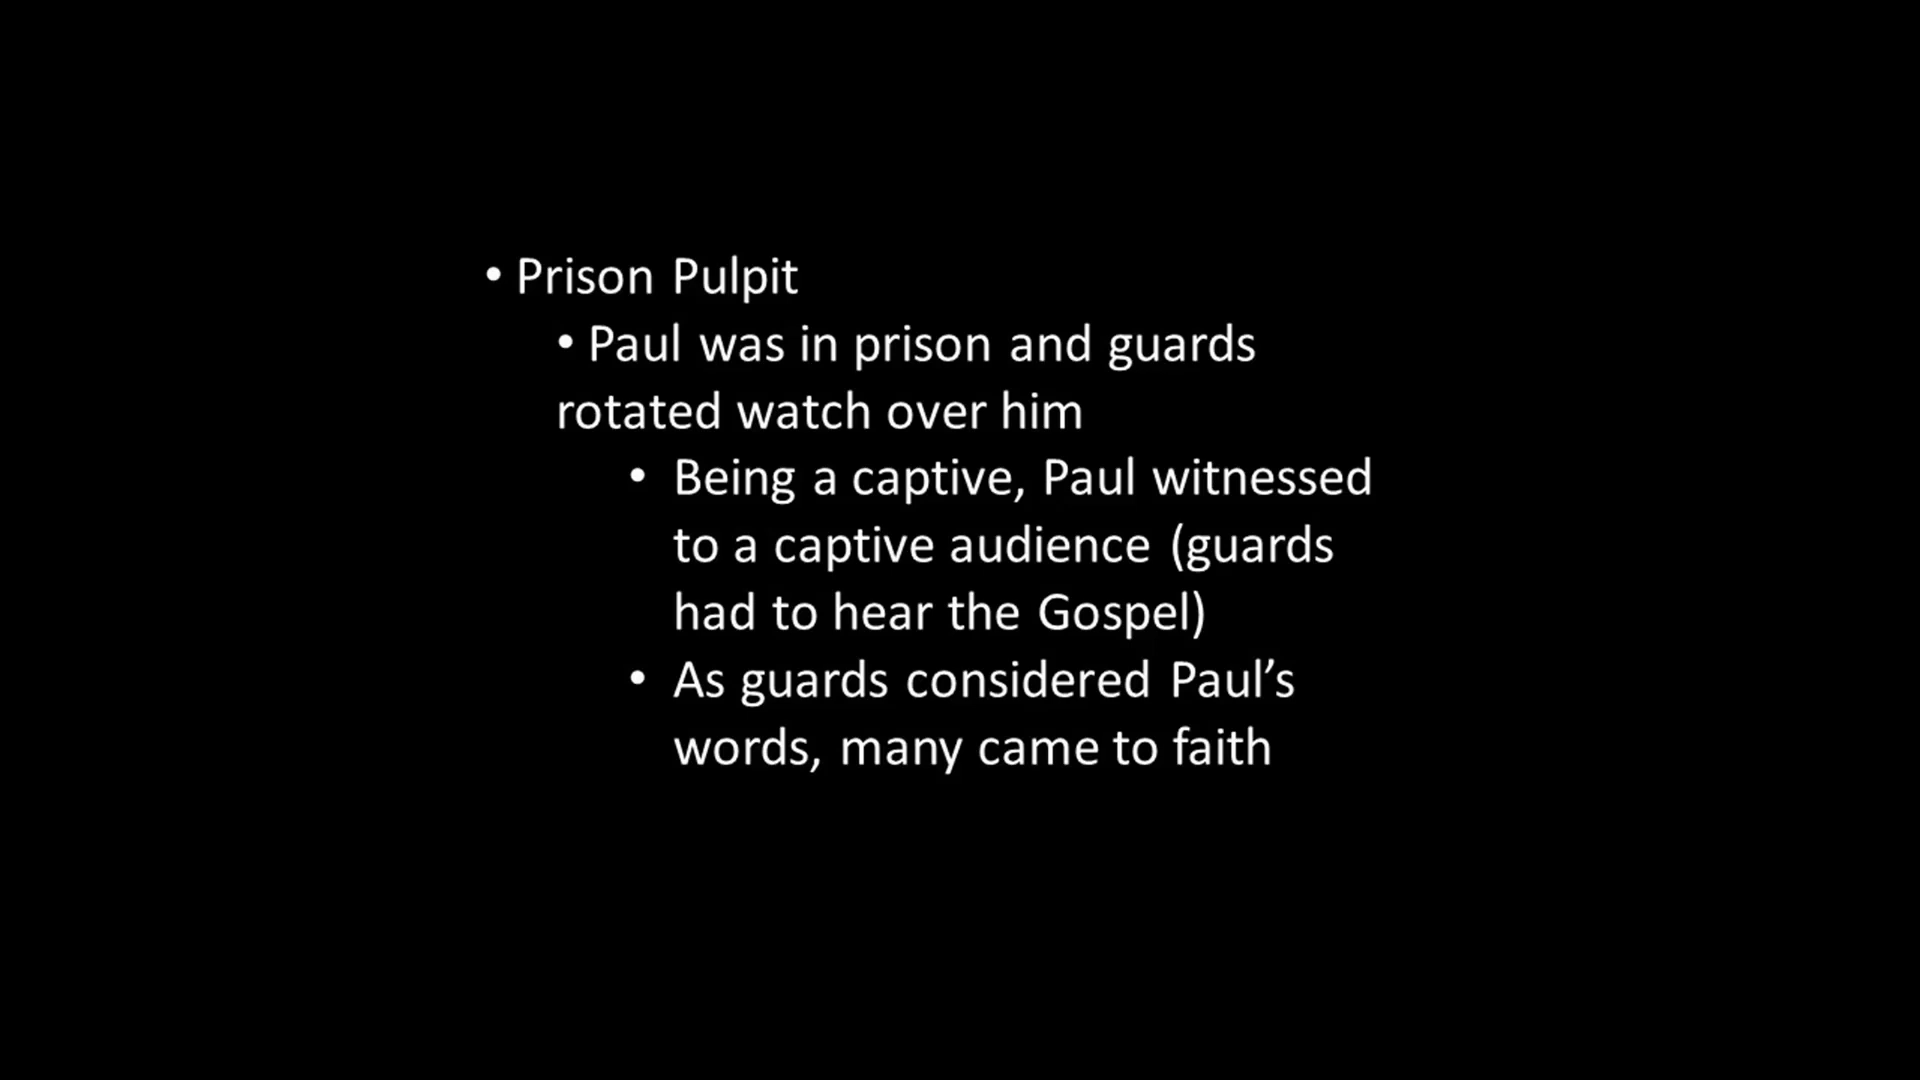 • Prison Pulpit
• Paul was in prison and guards
rotated watch over him
• Being a captive, Paul witnessed
to a captive audience (guards
had to hear the Gospel)
• As guards considered Paul’s
words, many came to faith